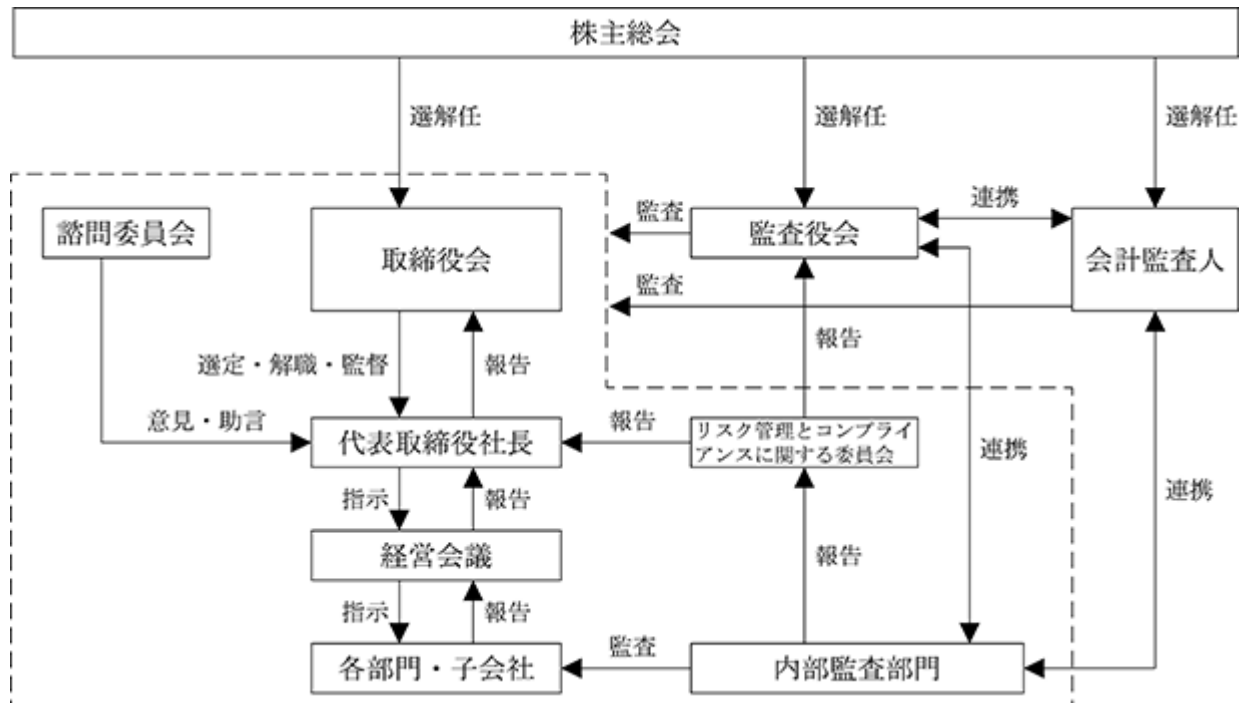 株主総会
選解任
選解任
選解任
諮問委員会
取締役会
監査
監査役会
連携
会計監査人
監査
選定・解職・監督
報告
報告
意見・助言
代表取締役社長
報告
リスク管理とコンプライ
アンスに関する委員会
連携
連携
指示
報告
経営会議
報告
指示
報告
各部門・子会社
監査
内部監査部門